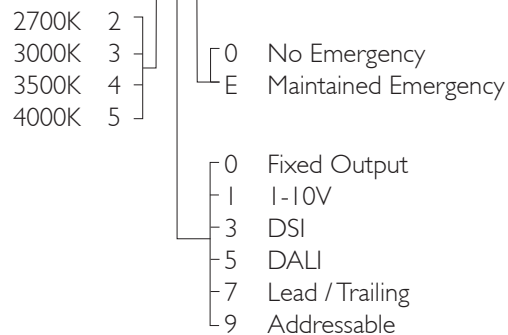 2700K 2
3000K 3
3500K 4
4000K 5
0 No Emergency
E Maintained Emergency
0 Fixed Output
1 1-10V
3 DSI
5 DALI
7 Lead / Trailing
9 Addressable